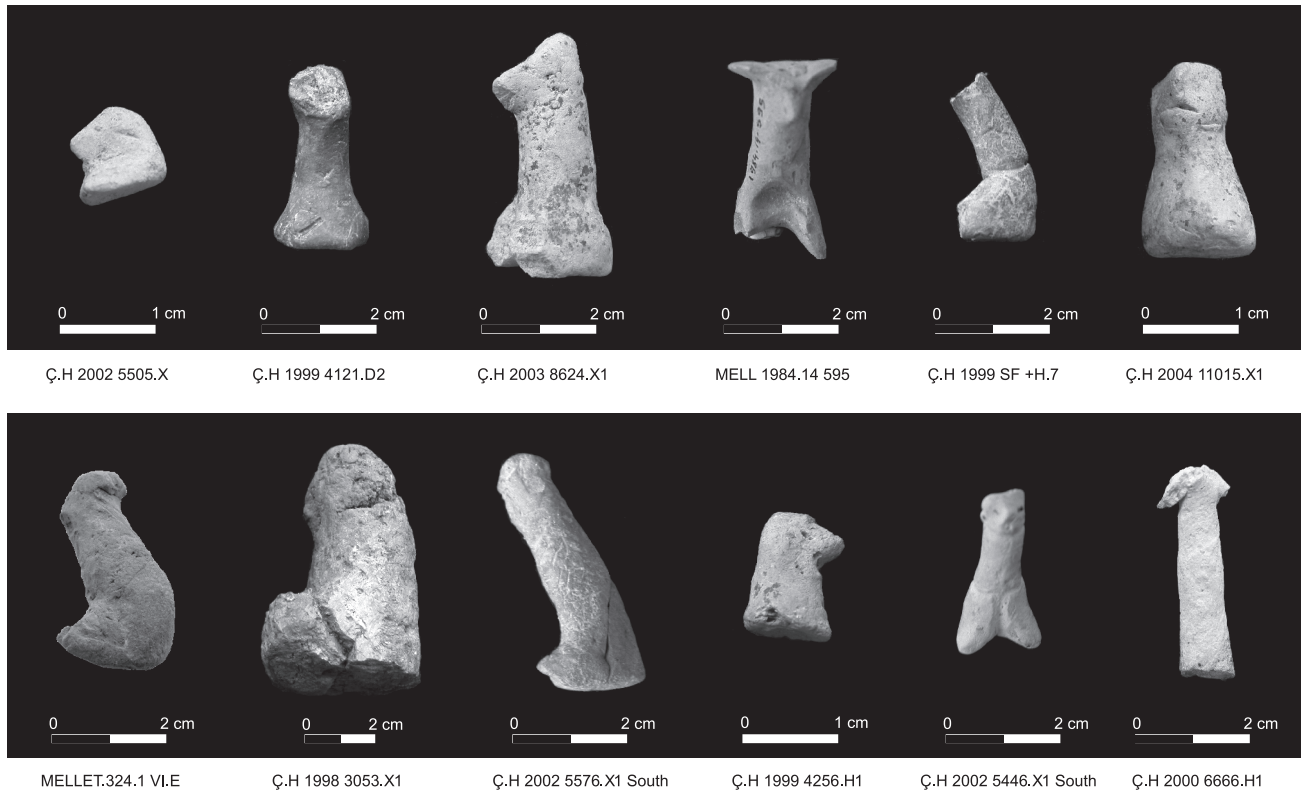 0 1 cm 0 2 cm 0 2 cm 0 2 cm 0 2 cm 0 1 cm
Ç.H 2002 5505.X Ç.H 1999 4121.D2 Ç.H 2003 8624.X1 MELL 1984.14 595 Ç.H 1999 SF +H.7 Ç.H 2004 11015.X1
0 2 cm 0 2 cm 0 2 cm 0 1 cm 0 2 cm 0 2 cm
MELLET.324.1 VI.E Ç.H 1998 3053.X1 Ç.H 2002 5576.X1 South Ç.H 1999 4256.H1 Ç.H 2002 5446.X1 South Ç.H 2000 6666.H1